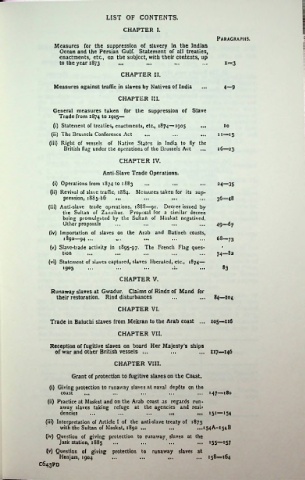 LIST OF CONTENTS.
CHAPTER I.
PARAGRAPHS.
Measures for the suppression of slavery in the Indian
Ocean and the Persian Gulf. Statement of all treaties,
enactments, etc., on the subject, with their contents, up
to the year 1873 ... ... ... ... 1—3
CHAPTER II.
Measures against traffic in slaves by Natives of India ... 4—9
CHAPTER III.
General measures taken for the suppression of Slave
Trade from 1874 to 1905—
(i) Statement of treaties, enactments, etc., 1874—1905 ... 10
(ii) The Brussels Conference Act ... ... ... 11—15
(iii) Right of vessels of Native States in India to fly the
British flag under the operations of the Brussels Act ... 16—23
CHAPTER IV.
Anti-Slave Trade Operations.
(i) Operations from 1874 to 1883 ... ... ... 24—35
(ii) Revival of slave traffic, 1884. Measures taken for its sup-
pression, 1885-86 ... ... ... ... 36—48
(iii) Anti-slave trade operations, 1888—90. Decree issued by
the Sultan of Zanzibar. Proposal for a similar decree
being promulgated by the Sultan of Maskat negatived.
Other proposals ... ... ... ... 49—67
(iv) Importation of slaves on the Arab and Batineh coasts,
1890—94 ... ... ... ... ... 68—73
(v) Slave-trade activity in 1895-97. The French Flag ques-
tion ... ... ... ... ... 74—82
(vi) Statement of slaves captured, slaves liberated, etc., 1874—
1905 ... ... ... ... ... 83
CHAPTER V.
Runaway slaves at Gwadur. Claims of Rinds of Mand for
their restoration. Rind disturbances ... ... 84—104
CHAPTER VI.
Trade in Baluchi slaves from Mekran to the Arab coast ... 105—116
CHAPTER VII.
Reception of fugitive slaves on board Her Majesty's ships
of war and other British vessels ... ... ... 117—146
CHAPTER VIII.
Grant of protection to fugitive slaves on the Coast.
(i) Giving protection to runaway slaves at naval depôts on the
coast ... ... ... ... ... 147—180
(ii) Practice at Maskat and on the Arab coast as regards run-
away slaves taking refuge at the agencies and resi-
dencies ... ... ... ... 151—154
(iii) Interpretation of Article I of the anti-slave treaty of 1873
with the Sultan of Maskat, 1890 ... ... 154A—154B
(iv) Question of giving protection to runaway slaves at the
Jask station, 1883 ... ... ... ... 155—157
(v) Question of giving protection to runaway slaves at
Henjam, 1904 ... ... ... ... 158—164
C645FD